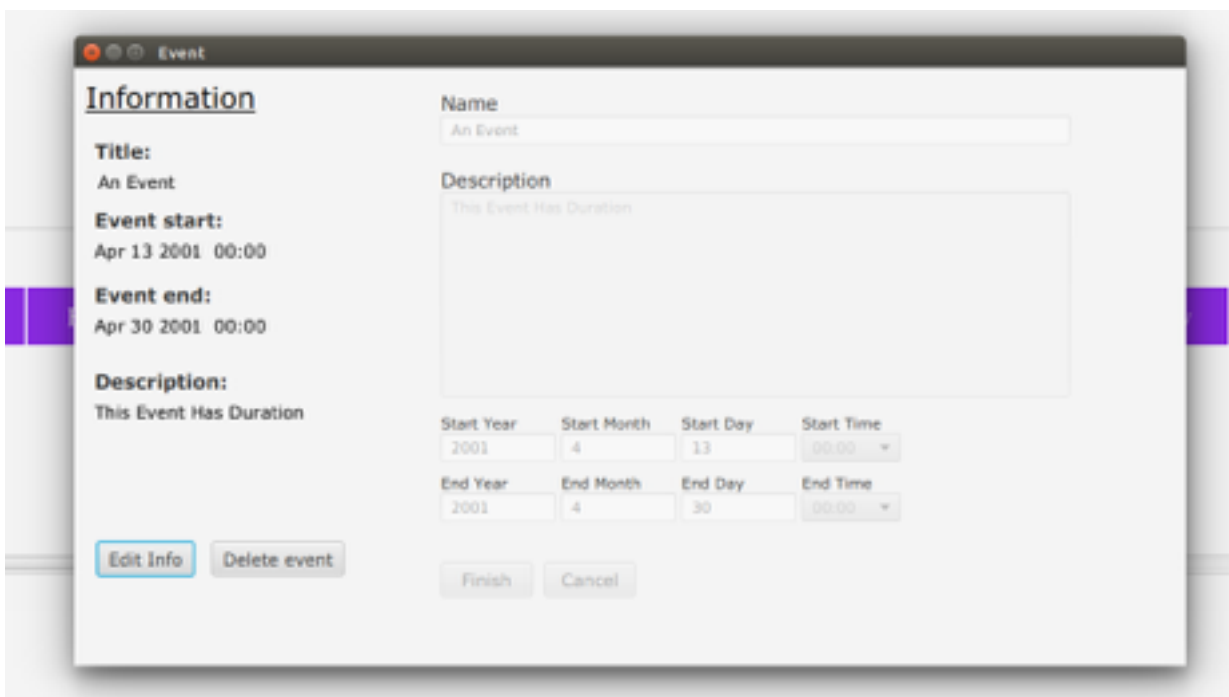 Event
Information
Title:
An Event
Event start:
Apr 13 2001 00:00
Event end:
Apr 30 2001 00:00
Description:
This Event Has Duration
Edit Info Delete event
Name
An Event
Description
This Event Has Duration
Start Year Start Month Start Day Start Time
2001 4 13 00:00
End Year End Month End Day End Time
2001 4 30 00:00
Finish Cancel